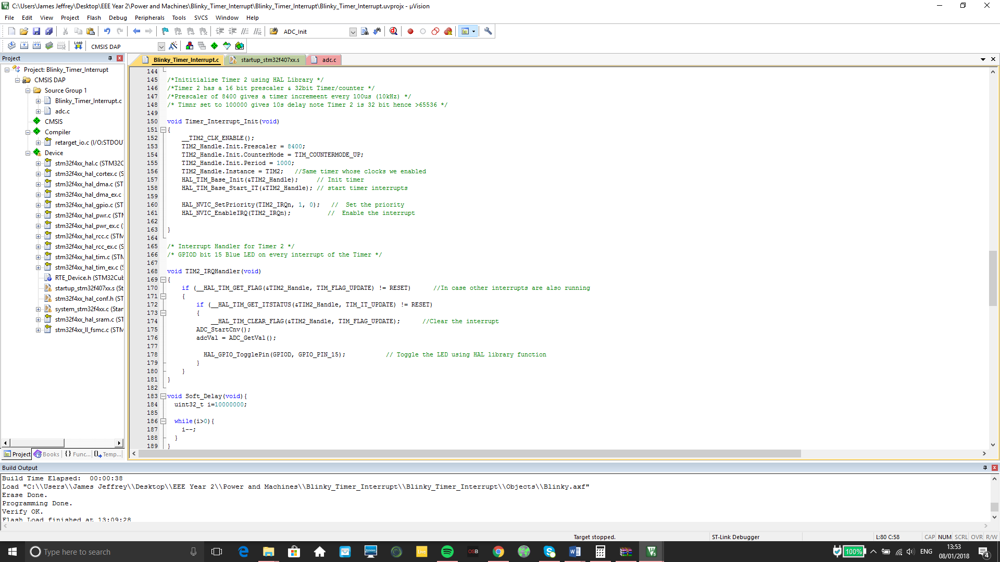 C:\Users\James Jeffrey\Desktop\EEE Year 2\Power and Machines\Blinky_Timer_Interrupt\Blinky_Timer_Interrupt\Blinky_Timer_Interrupt.uvprojx - µVision
File Edit View Project Flash Debug Peripherals Tools SVCS Window Help
ADC_Init
LOAD CMSIS DAP
Project
Project: Blinky_Timer_Interrupt
CMSIS DAP
Source Group 1
Blinky_Timer_Interrupt.c
adc.c
CMSIS
Compiler
retarget_io.c (I/O:STDOU
Device
stm32f4xx_hal.c (STM32C
stm32f4xx_hal_cortex.c (S
stm32f4xx_hal_dma.c (ST
stm32f4xx_hal_dma_ex.c
stm32f4xx_hal_gpio.c (ST
stm32f4xx_hal_pwr.c (STM
stm32f4xx_hal_pwr_ex.c (
stm32f4xx_hal_rcc.c (STM
stm32f4xx_hal_rcc_ex.c (S
stm32f4xx_hal_tim.c (STM
stm32f4xx_hal_tim_ex.c (S
RTE_Device.h (STM32Cub
startup_stm32f407xx.s (St
stm32f4xx_hal_conf.h (ST
system_stm32f4xx.c (Star
stm32f4xx_hal_sram.c (ST
stm32f4xx_ll_fsmc.c (STM
Project Books {} Func... Temp...
Blinky_Timer_Interrupt.c startup_stm32f407xx.s adc.c
144
145 /*Inititialise Timer 2 using HAL Library */
146 /*Timer 2 has a 16 bit prescaler & 32bit Timer/counter */
147 /*Prescaler of 8400 gives a timer incremeent every 100us (10kHz) */
148 /* Timnr set to 100000 gives 10s delay note Timer 2 is 32 bit hence >65536 */
149
150 void Timer_Interrupt_Init(void)
151 {
152 __TIM2_CLK_ENABLE();
153 TIM2_Handle.Init.Prescaler = 8400;
154 TIM2_Handle.Init.CounterMode = TIM_COUNTERMODE_UP;
155 TIM2_Handle.Init.Period = 1000;
156 TIM2_Handle.Instance = TIM2; //Same timer whose clocks we enabled
157 HAL_TIM_Base_Init(&TIM2_Handle); // Init timer
158 HAL_TIM_Base_Start_IT(&TIM2_Handle); // start timer interrupts
159
160 HAL_NVIC_SetPriority(TIM2_IRQn, 1, 0); // Set the priority
161 HAL_NVIC_EnableIRQ(TIM2_IRQn); // Enable the interrupt
162
163 }
164
165 /* Interrupt Handler for Timer 2 */
166 /* GPIOD bit 15 Blue LED on every interrupt of the Timer */
167
168 void TIM2_IRQHandler(void)
169 {
170 if (__HAL_TIM_GET_FLAG(&TIM2_Handle, TIM_FLAG_UPDATE) != RESET) //In case other interrupts are also running
171 {
172 if (__HAL_TIM_GET_ITSTATUS(&TIM2_Handle, TIM_IT_UPDATE) != RESET)
173 {
174 __HAL_TIM_CLEAR_FLAG(&TIM2_Handle, TIM_FLAG_UPDATE); //Clear the interrupt
175 ADC_StartCnv();
176 adcVal = ADC_GetVal();
177
178 HAL_GPIO_TogglePin(GPIOD, GPIO_PIN_15); // Toggle the LED using HAL library function
179 }
180 }
181 }
182
183 void Soft_Delay(void){
184 uint32_t i=10000000;
185
186 while(i>0){
187 i--;
188 }
189 }
Build Output
Build Time Elapsed: 00:00:38
Load "C:\\Users\\James Jeffrey\\Desktop\\EEE Year 2\\Power and Machines\\Blinky_Timer_Interrupt\\Blinky_Timer_Interrupt\\Objects\\Blinky.axf"
Erase Done.
Programming Done.
Verify OK.
Flash Load finished at 13:09:28
Target stopped. ST-Link Debugger L:80 C:58 CAP NUM SCRL OVR R/W
Type here to search
Live
OSB
100%
ENG
13:53
08/01/2018
4